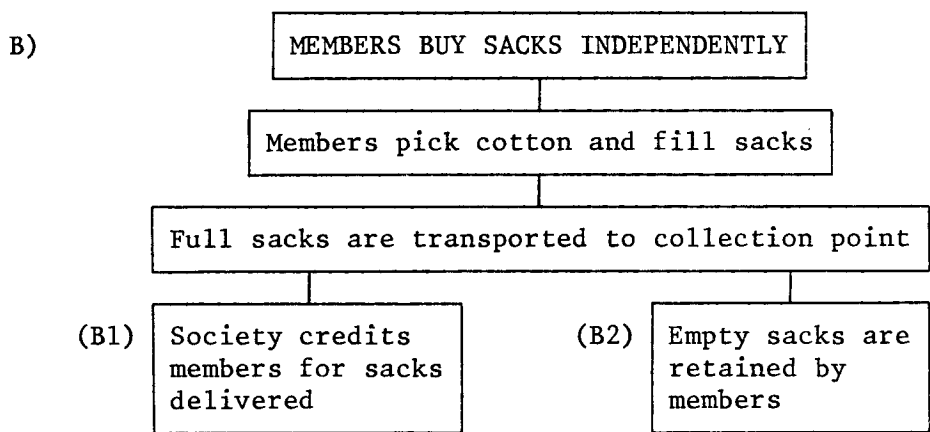 B)
MEMBERS BUY SACKS INDEPENDENTLY
Members pick cotton and fill sacks
Full sacks are transported to collection point
(B1)
Society credits
members for sacks
delivered
(B2)
Empty sacks are
retained by
members